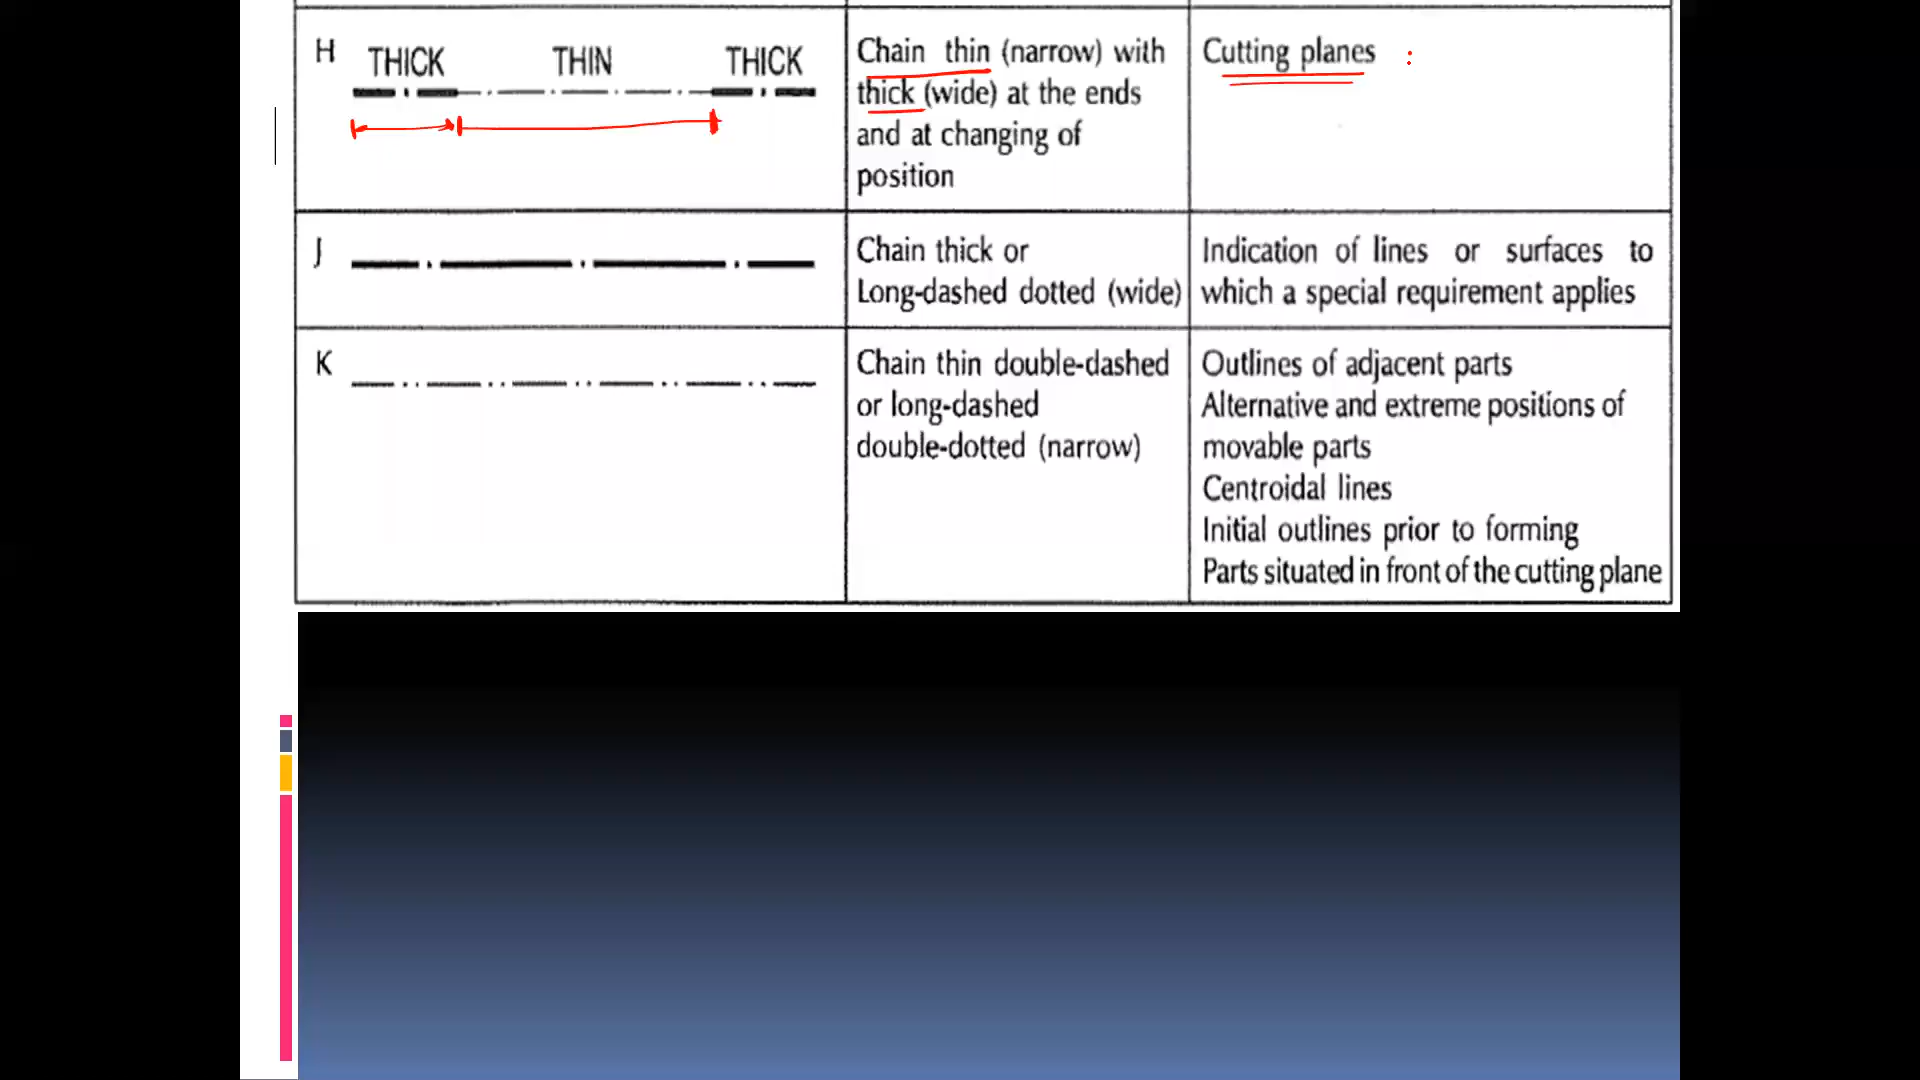 H
THICK THIN THICK
Chain thin (narrow) with
thick (wide) at the ends
and at changing of
position
Cutting planes :
J
Chain thick or
Long-dashed dotted (wide)
Indication of lines or surfaces to
which a special requirement applies
K
Chain thin double-dashed
or long-dashed
double-dotted (narrow)
Outlines of adjacent parts
Alternative and extreme positions of
movable parts
Centroidal lines
Initial outlines prior to forming
Parts situated in front of the cutting plane